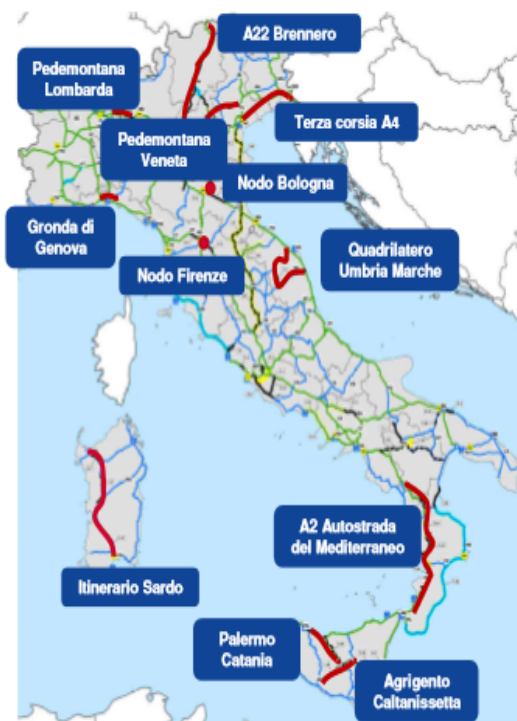 A22 Brennero
Pedemontana
Lombarda
Terza corsia A4
Pedemontana
Veneta
Nodo Bologna
Gronda di
Genova
Quadrilatero
Umbria Marche
Nodo Firenze
A2 Autostrada
del Mediterraneo
Itinerario Sardo
Palermo
Catania
Agrigento
Caltanissetta